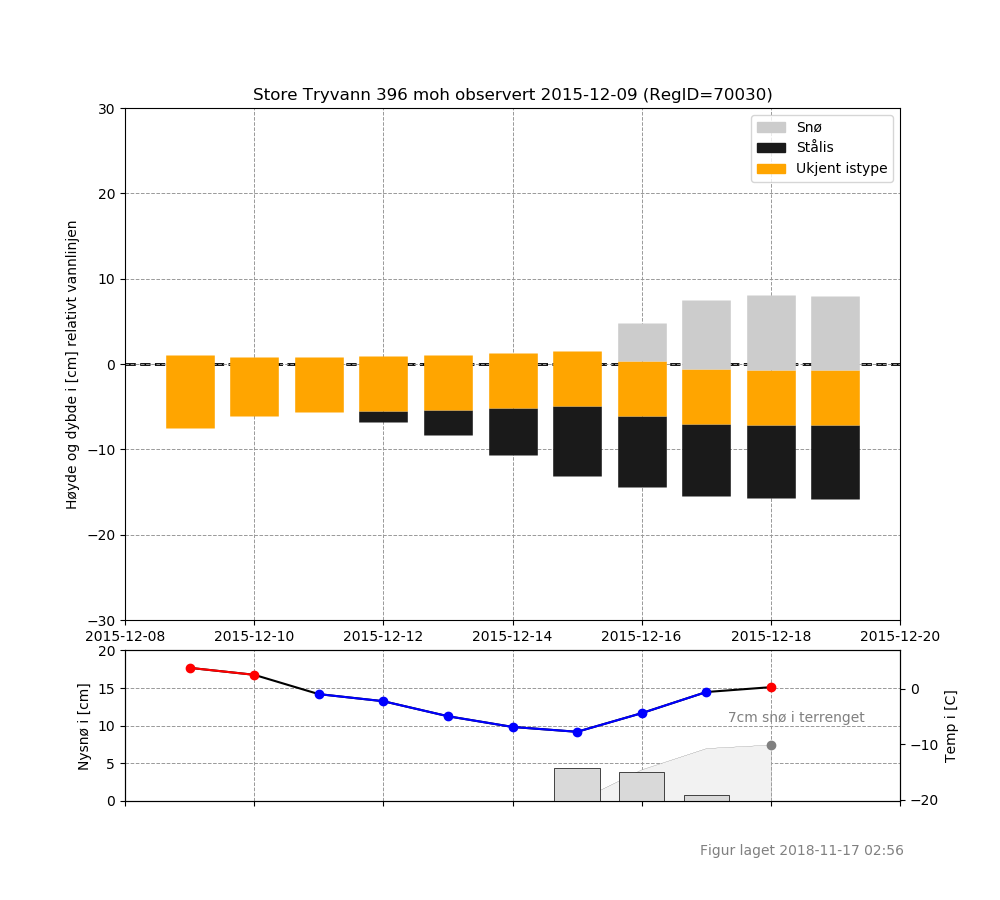 Store Tryvann 396 moh observert 2015-12-09 (RegID=70030)
Snø
Stålis
Ukjent istype
Høyde og dybde i [cm] relativt vannlinjen
30
20
10
0
−10
−20
−30
2015-12-08 2015-12-10 2015-12-12 2015-12-14 2015-12-16 2015-12-18 2015-12-20
Nysnø i [cm]
20
15
10
5
0
7cm snø i terrenget
0
−10
−20
Temp i [C]
Figur laget 2018-11-17 02:56